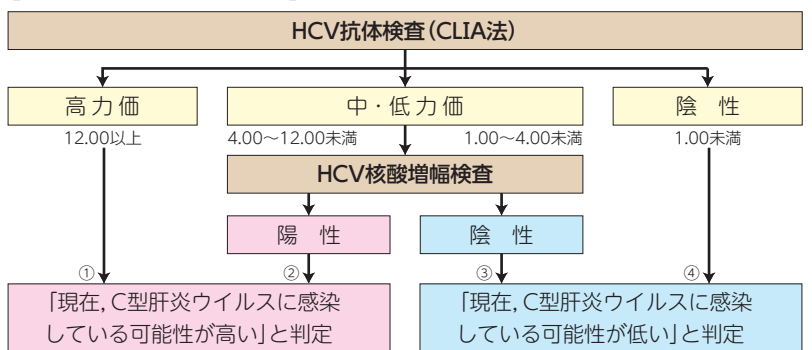 HCV抗体検査(CLIA法)
高力価
中・低力価
陰 性
12.00以上
4.00~12.00未満
1.00~4.00未満
1.00未満
HCV核酸増幅検査
陽 性
陰 性
①
②
③
④
「現在,C型肝炎ウイルスに感染
している可能性が高い」と判定
「現在,C型肝炎ウイルスに感染
している可能性が低い」と判定